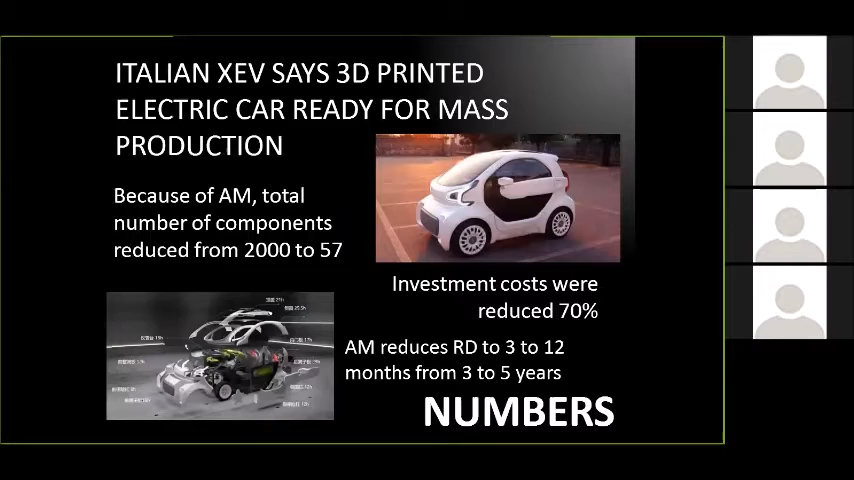 ITALIAN XEV SAYS 3D PRINTED
ELECTRIC CAR READY FOR MASS
PRODUCTION
Because of AM, total
number of components
reduced from 2000 to 57
Investment costs were
reduced 70%
AM reduces RD to 3 to 12
months from 3 to 5 years
NUMBERS